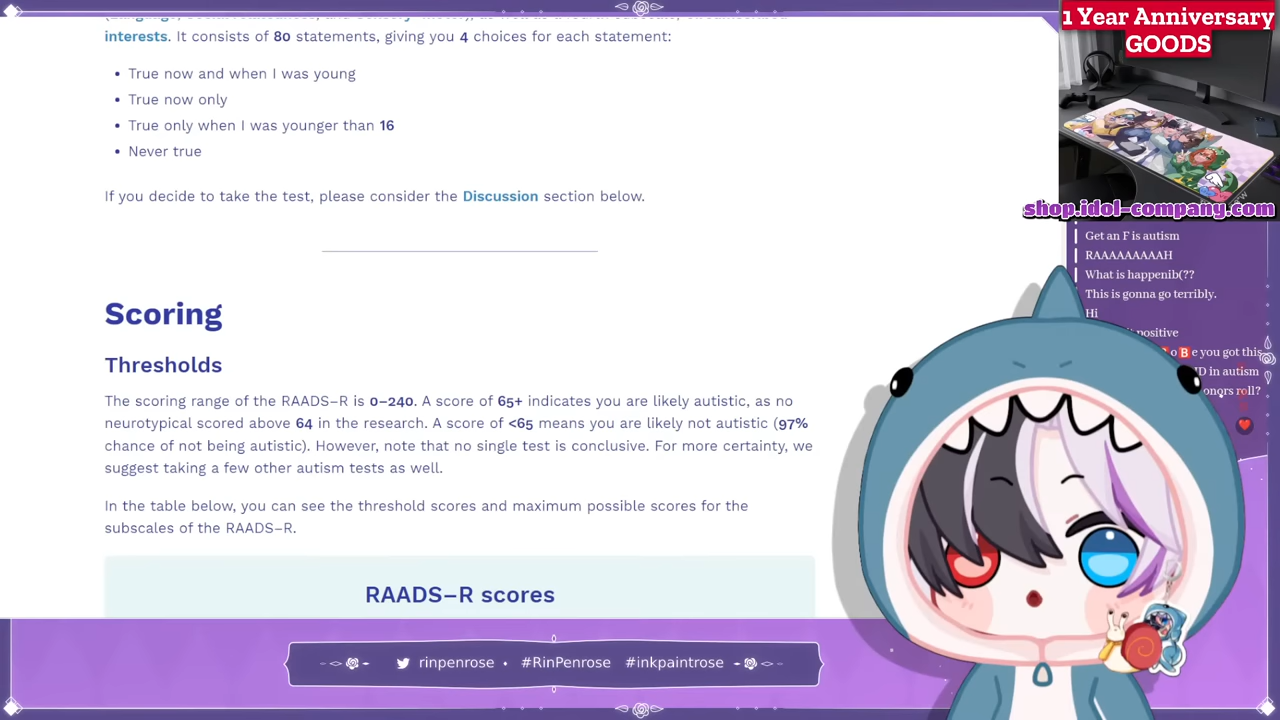 interests. It consists of 80 statements, giving you 4 choices for each statement:
• True now and when I was young
• True now only
• True only when I was younger than 16
• Never true
If you decide to take the test, please consider the Discussion section below.
Scoring
Thresholds
The scoring range of the RAADS–R is 0–240. A score of 65+ indicates you are likely autistic, as no
neurotypical scored above 64 in the research. A score of <65 means you are likely not autistic (97%
chance of not being autistic). However, note that no single test is conclusive. For more certainty, we
suggest taking a few other autism tests as well.
In the table below, you can see the threshold scores and maximum possible scores for the
subscales of the RAADS–R.
RAADS–R scores
1 Year Anniversary
GOODS
shop.idol-company.com
Get an F is autism
RAAAAAAAAH
What is happenib(??
This is gonna go terribly.
Hi
positive
o B e you got this
in autism
roll?
rinpenrose • #RinPenrose #inkpaintrose